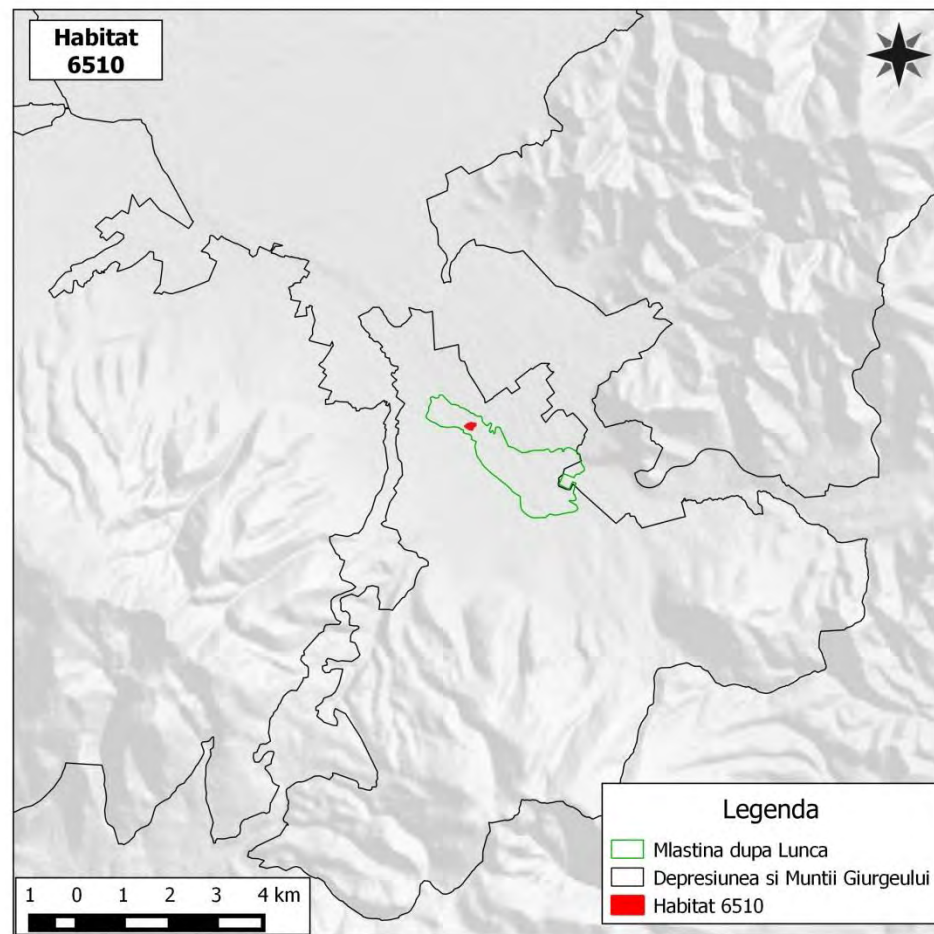 Habitat
6510
Legenda
Mlastina dupa Lunca
Depresiunea si Muntii Giurgeului
Habitat 6510
1 0 1 2 3 4 km